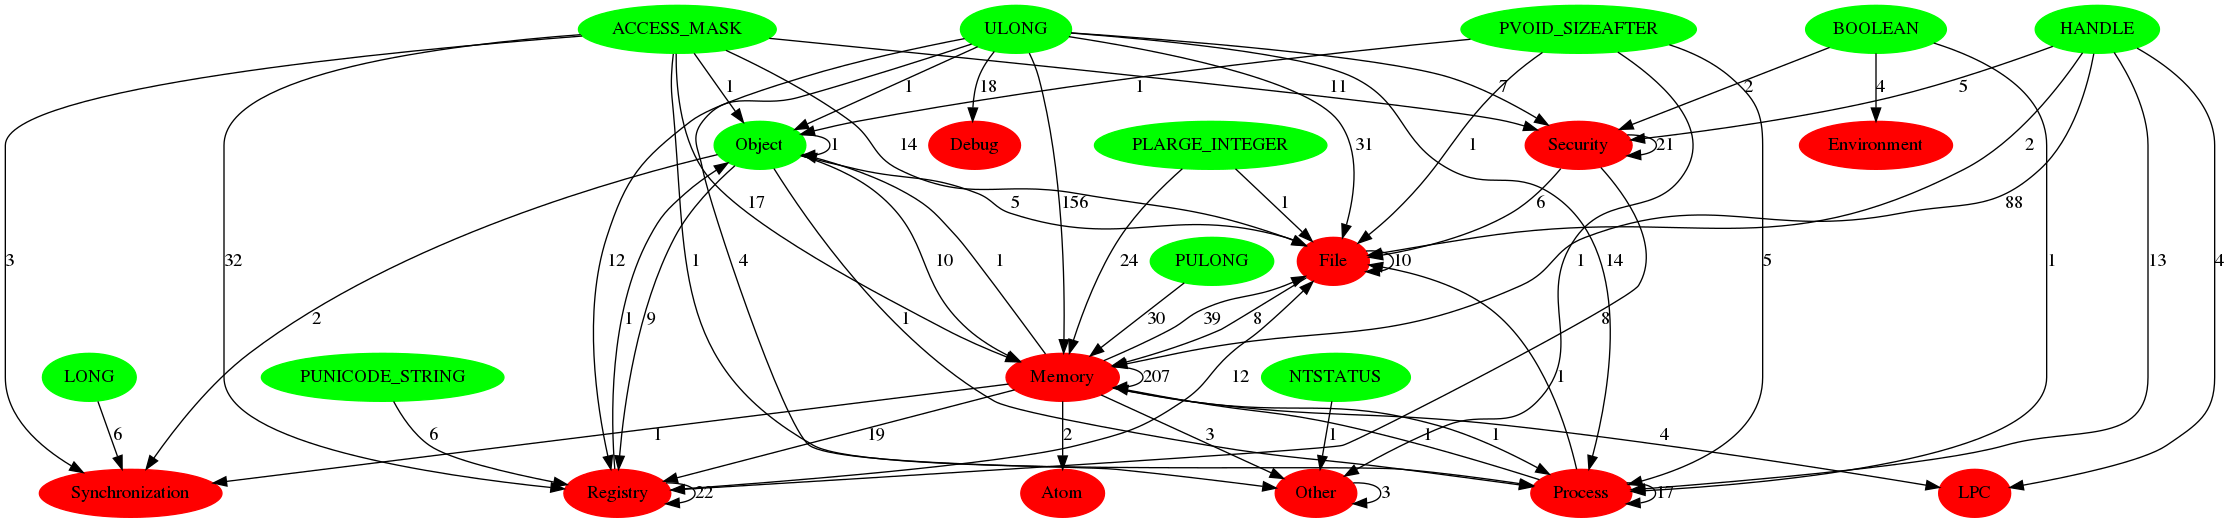 ACCESS_MASK ULONG PVOID_SIZEAFTER BOOLEAN HANDLE
1 1 18 1 11 7 2 4 5
Object Debug PLARGE_INTEGER Security Environment
1 14 31 1 21 2
17 5 156 1 6 88
3 32 12 1 4 10 1 24 PULONG File 10 1 14 5 1 13 4
2 1 9 1 30 39 8 8
LONG PUNICODE_STRING Memory 207 NTSTATUS 12 1
6 6 19 1 2 3 1 1 1 4
Synchronization Registry 22 Atom Other 3 Process 17 LPC